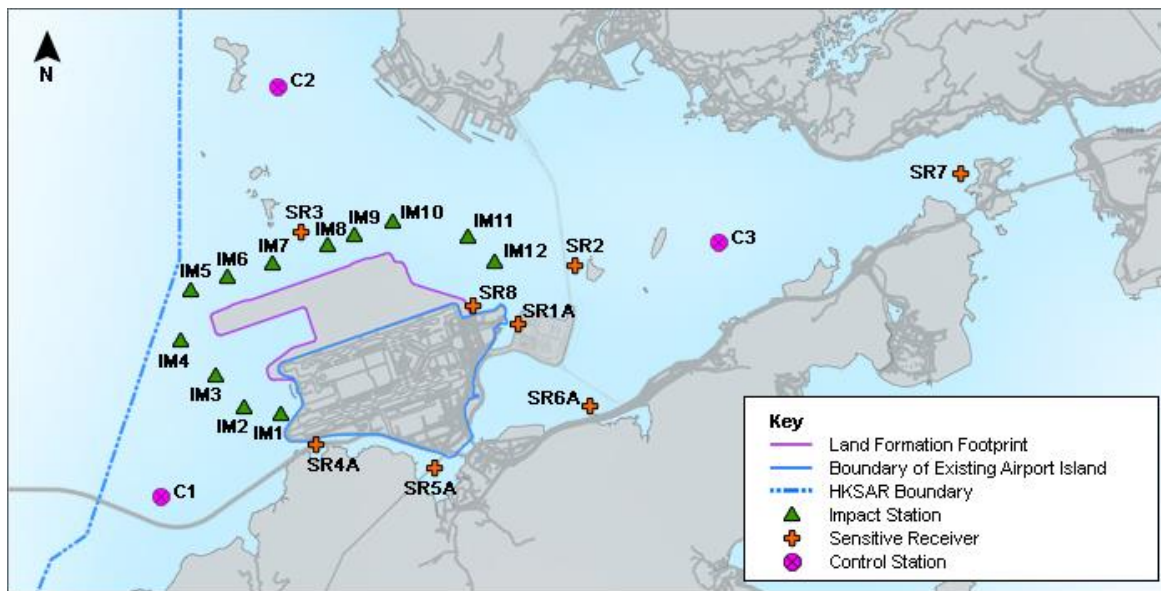 C2
N
SR7
SR3
IM10
IM9
IM8
IM11
IM7
C3
SR2
IM12
IM6
IM5
SR8
SR1A
IM4
IM3
SR6A
IM2
IM1
SR4A
SR5A
C1
Key
Land Formation Footprint
Boundary of Existing Airport Island
HKSAR Boundary
Impact Station
Sensitive Receiver
Control Station